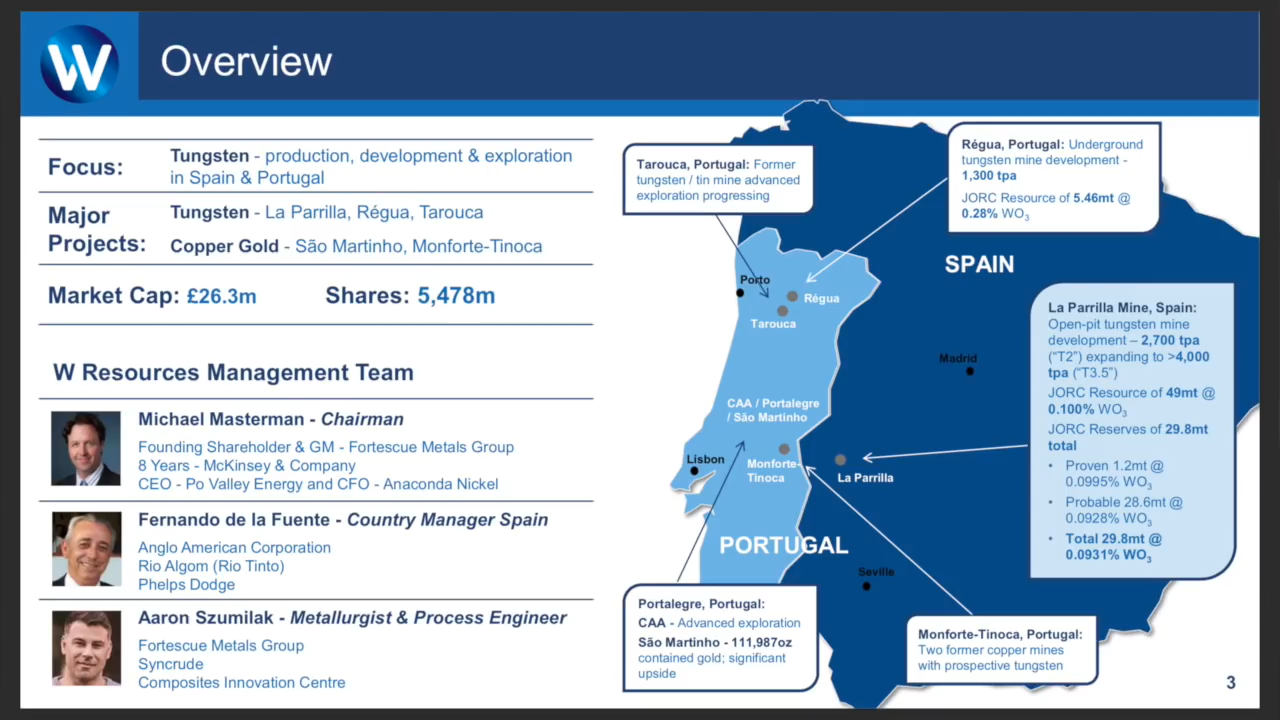 W
Overview
Focus:
Tungsten - production, development & exploration
in Spain & Portugal
Major
Projects:
Tungsten - La Parrilla, Régua, Tarouca
Copper Gold - São Martinho, Monforte-Tinoca
Market Cap: £26.3m
Shares: 5,478m
W Resources Management Team
Michael Masterman - Chairman
Founding Shareholder & GM - Fortescue Metals Group
8 Years - McKinsey & Company
CEO - Po Valley Energy and CFO - Anaconda Nickel
Fernando de la Fuente - Country Manager Spain
Anglo American Corporation
Rio Algom (Rio Tinto)
Phelps Dodge
Aaron Szumilak - Metallurgist & Process Engineer
Fortescue Metals Group
Syncrude
Composites Innovation Centre
Tarouca, Portugal: Former
tungsten / tin mine advanced
exploration progressing
Régua, Portugal: Underground
tungsten mine development -
1,300 tpa
JORC Resource of 5.46mt @
0.28% WO3
SPAIN
Porto
Régua
Tarouca
Madrid
CAA / Portalegre
/ São Martinho
Lisbon
Monforte-
Tinoca
La Parrilla
PORTUGAL
Seville
La Parrilla Mine, Spain:
Open-pit tungsten mine
development – 2,700 tpa
(“T2”) expanding to >4,000
tpa (“T3.5”)
JORC Resource of 49mt @
0.100% WO3
JORC Reserves of 29.8mt
total
• Proven 1.2mt @
0.0995% WO3
• Probable 28.6mt @
0.0928% WO3
• Total 29.8mt @
0.0931% WO3
Portalegre, Portugal:
CAA - Advanced exploration
São Martinho - 111,987oz
contained gold; significant
upside
Monforte-Tinoca, Portugal:
Two former copper mines
with prospective tungsten
3